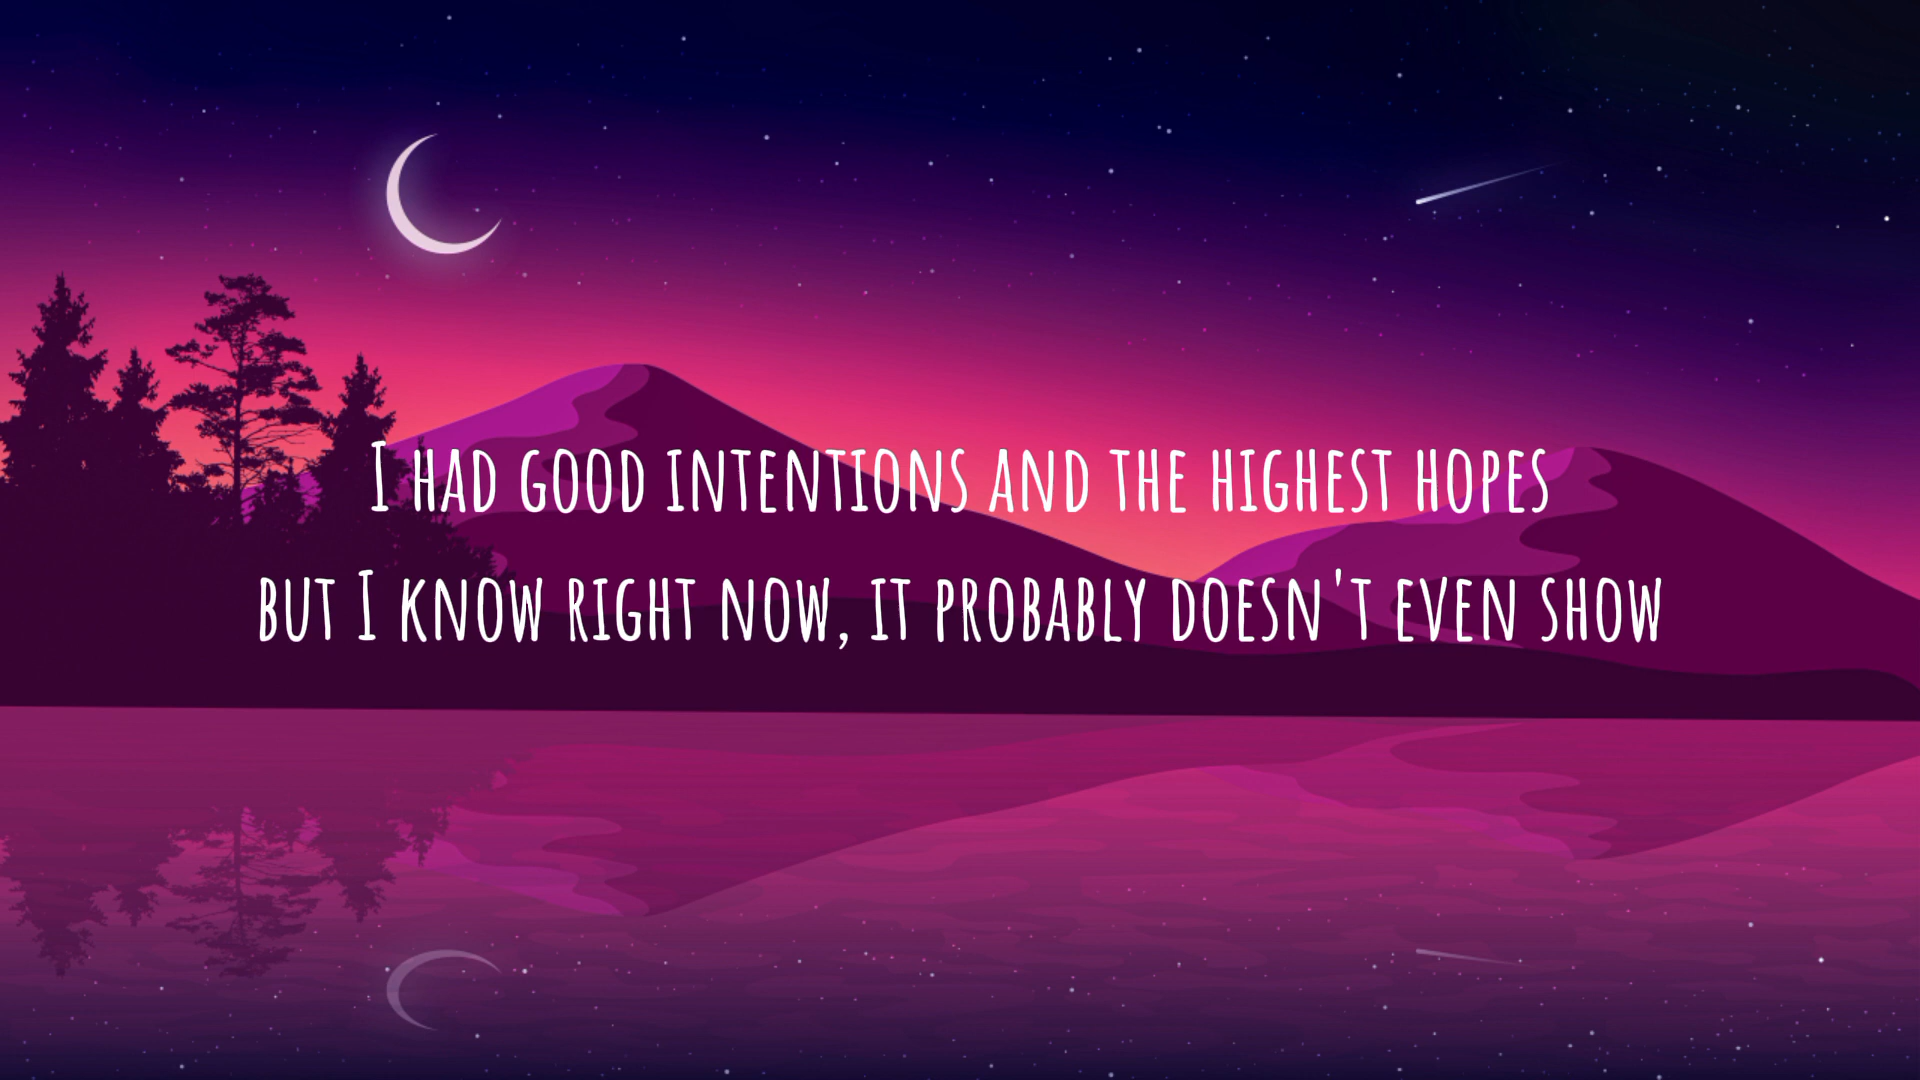 I had good intentions and the highest hopes
but I know right now, it probably doesn't even show